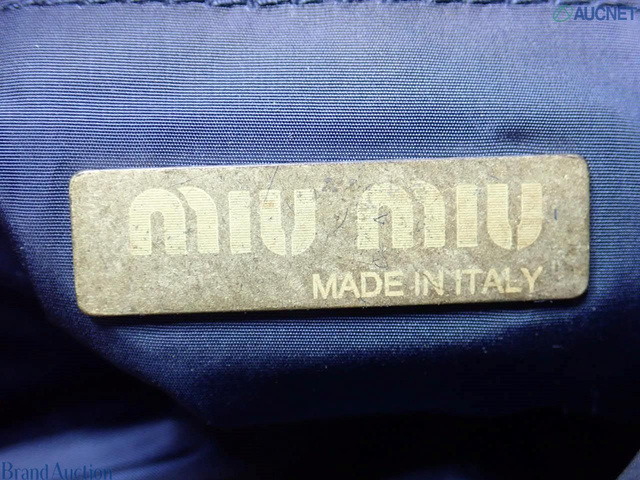 AUCNET
MIU MIU
MADE IN ITALY
Brand Auction